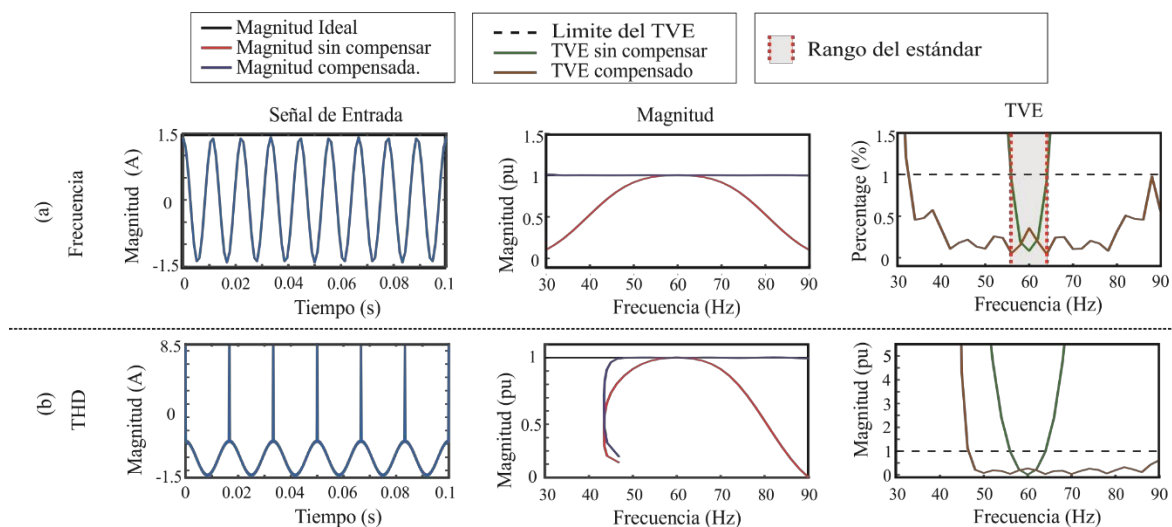 Magnitud Ideal
Magnitud sin compensar
Magnitud compensada.
Limite del TVE
TVE sin compensar
TVE compensado
Rango del estándar
Señal de Entrada
Magnitud
TVE
(a)
Frecuencia
Magnitud (A)
1.5
0
-1.5
0 0.02 0.04 0.06 0.08 0.1
Tiempo (s)
Magnitud (pu)
1.5
1
0.5
0
30 40 50 60 70 80 90
Frecuencia (Hz)
Percentage (%)
1.5
1
0.5
0
30 40 50 60 70 80 90
Frecuencia (Hz)
(b)
THD
Magnitud (A)
8.5
0
-1.5
0 0.02 0.04 0.06 0.08 0.1
Tiempo (s)
Magnitud (pu)
1
0.5
0
30 40 50 60 70 80 90
Frecuencia (Hz)
Magnitud (pu)
5
4
3
2
1
0
30 40 50 60 70 80 90
Frecuencia (Hz)